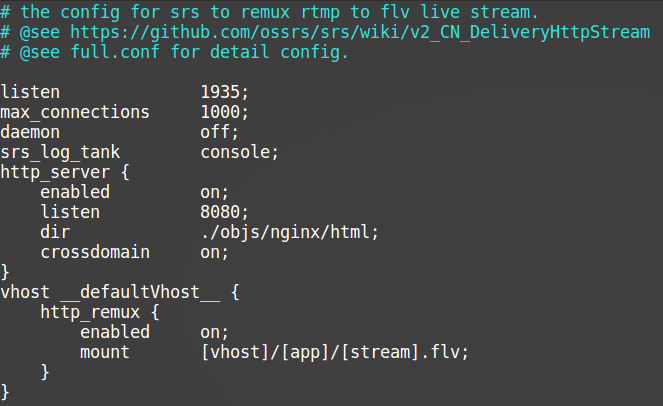 # the config for srs to remux rtmp to flv live stream.
# @see https://github.com/ossrs/srs/wiki/v2_CN_DeliveryHttpStream
# @see full.conf for detail config.

listen              1935;
max_connections     1000;
daemon              off;
srs_log_tank        console;
http_server {
    enabled         on;
    listen          8080;
    dir             ./objs/nginx/html;
    crossdomain     on;
}
vhost __defaultVhost__ {
    http_remux {
        enabled     on;
        mount       [vhost]/[app]/[stream].flv;
    }
}